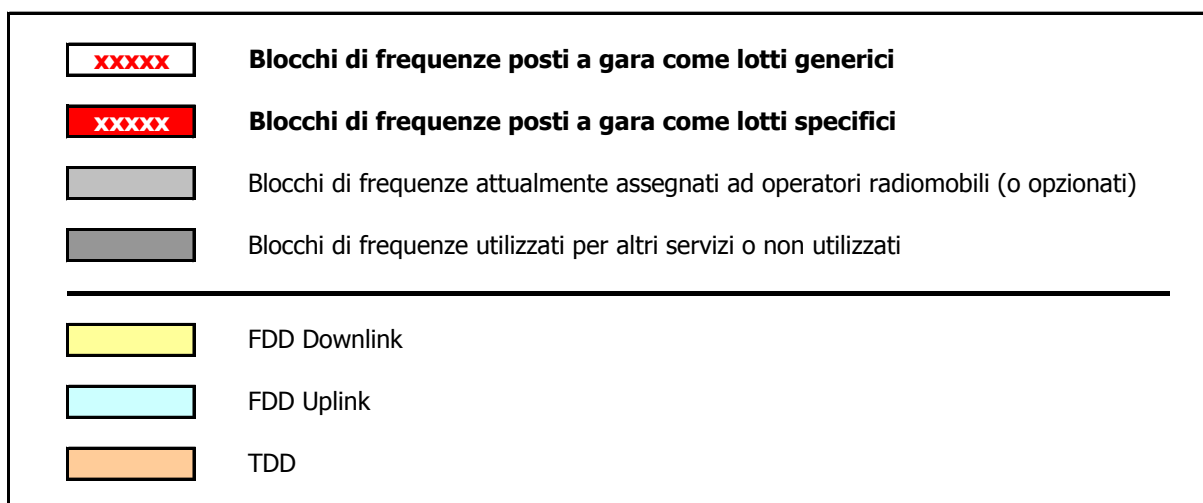 xxxxx Blocchi di frequenze posti a gara come lotti generici
xxxxx Blocchi di frequenze posti a gara come lotti specifici
Blocchi di frequenze attualmente assegnati ad operatori radiomobili (o opzionati)
Blocchi di frequenze utilizzati per altri servizi o non utilizzati
FDD Downlink
FDD Uplink
TDD